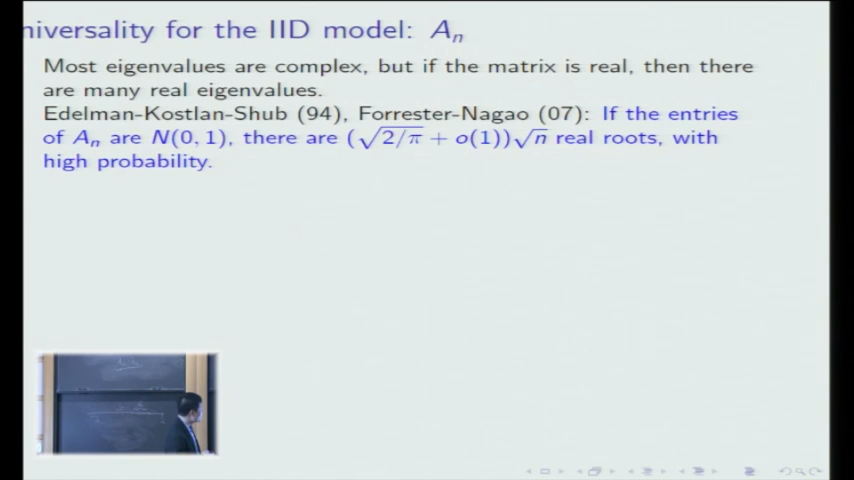 niversality for the IID model: Aₙ
Most eigenvalues are complex, but if the matrix is real, then there
are many real eigenvalues.
Edelman-Kostlan-Shub (94), Forrester-Nagao (07): If the entries
of Aₙ are N(0, 1), there are (√2/π + o(1))√n real roots, with
high probability.